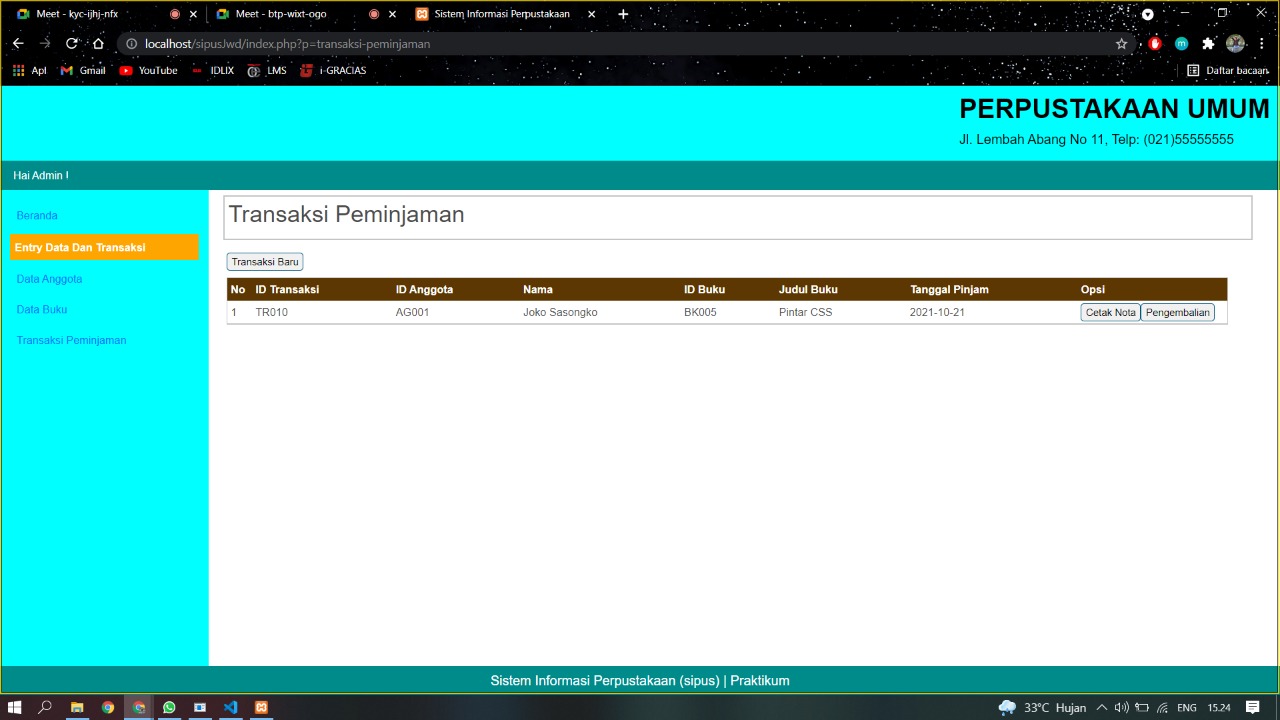 Meet - kyc-ijhj-nfx
Meet - btp-wixt-ogo
Sistem Informasi Perpustakaan
localhost/sipusJwd/index.php?p=transaksi-peminjaman
Apl
Gmail
YouTube
IDLIX
LMS
i-GRACIAS
Daftar bacaan
PERPUSTAKAAN UMUM
Jl. Lembah Abang No 11, Telp: (021)55555555
Hai Admin !
Beranda
Entry Data Dan Transaksi
Data Anggota
Data Buku
Transaksi Peminjaman
Transaksi Peminjaman
Transaksi Baru
No ID Transaksi ID Anggota Nama ID Buku Judul Buku Tanggal Pinjam Opsi
1 TR010 AG001 Joko Sasongko BK005 Pintar CSS 2021-10-21 Cetak Nota Pengembalian
Sistem Informasi Perpustakaan (sipus) | Praktikum
33°C Hujan ENG 15.24